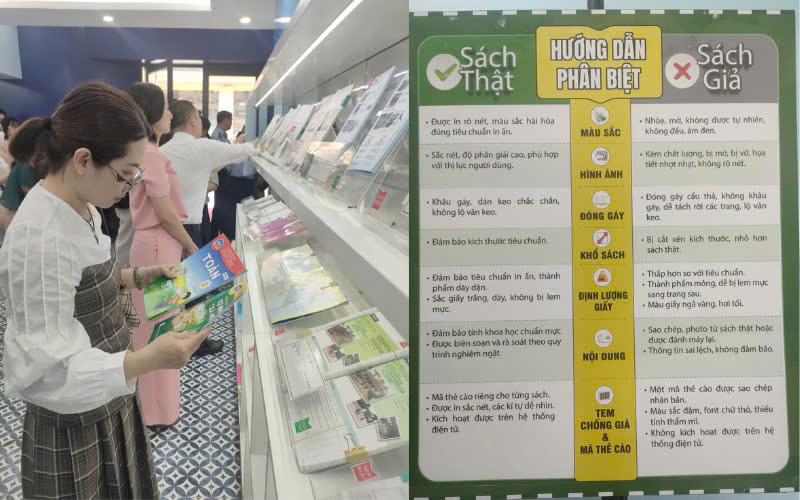 TOÁN
Sách
Thật
HƯỚNG DẪN
PHÂN BIỆT
Sách
Giả
• Được in rõ nét, màu sắc hài hòa
đúng tiêu chuẩn in ấn.
MÀU SẮC
• Nhòe, mờ, không được tự nhiên,
không đều, ám đen.
• Sắc nét, độ phân giải cao, phù hợp
với thị lực người dùng.
HÌNH ẢNH
• Kém chất lượng, bị mờ, bị vỡ, họa
tiết nhợt nhạt, không rõ nét.
• Khâu gáy, dán keo chắc chắn,
không lộ vân keo.
ĐÓNG GÁY
• Đóng gáy cẩu thả, không khâu
gáy, dễ tách rời các trang, lộ vân
keo.
• Đảm bảo kích thước tiêu chuẩn.
KHỔ SÁCH
• Bị cắt xén kích thước, nhỏ hơn
sách thật.
• Đảm bảo tiêu chuẩn in ấn, thành
phẩm dày dặn.
• Sắc giấy trắng, dày, không bị lem
mực.
ĐỊNH LƯỢNG
GIẤY
• Thấp hơn so với tiêu chuẩn.
• Thành phẩm mỏng, dễ bị lem mực
sang trang sau.
• Màu giấy ngả vàng, hơi tối.
• Đảm bảo tính khoa học chuẩn mực
• Được biên soạn và rà soát theo quy
trình nghiêm ngặt.
NỘI DUNG
• Sao chép, photo từ sách thật hoặc
được đánh máy lại.
• Thông tin sai lệch, không đảm bảo.
• Mã thẻ cào riêng cho từng sách.
• Được in sắc nét, các kí tự dễ nhìn.
• Kích hoạt được trên hệ thống
điện tử.
TEM
CHỐNG GIẢ
&
MÃ THẺ CÀO
• Một mã thẻ cào được sao chép
nhân bản.
• Màu sắc đậm, font chữ thô, thiếu
tính thẩm mĩ.
• Không kích hoạt được trên hệ
thống điện tử.